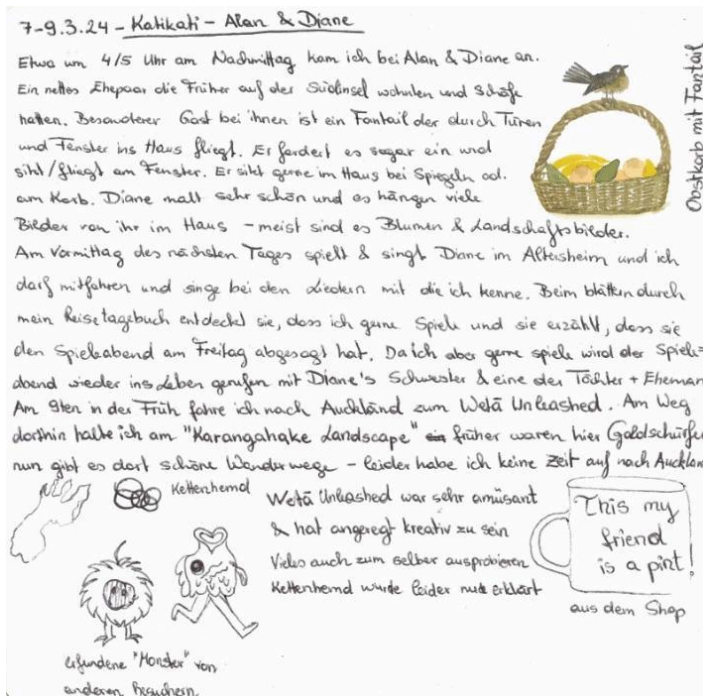 7-9.3.24 - Katikati - Alan & Diane
Etwa um 4/5 Uhr am Nachmittag kam ich bei Alan & Diane an.
Ein nettes Ehepaar die früher auf der Südinsel wohnten und Schafe
hatten. Besonderer Gast bei ihnen ist ein Fantail der durch Türen
und Fenster ins Haus fliegt. Er fordert es sogar ein und
sitzt/fliegt am Fenster. Er sitzt gerne im Haus bei Spiegeln od.
am Korb. Diane malt sehr schön und es hängen viele
Bilder von ihr im Haus - meist sind es Blumen & Landschaftsbilder.
Am Vormittag des nächsten Tages spielt & singt Diane im Altersheim und ich
darf mitfahren und singe bei den Liedern mit die ich kenne. Beim blättern durch
mein Reisetagebuch entdeckt sie, dass ich gerne Spiele und sie erzählt, dass sie
den Spieleabend am Freitag abgesagt hat. Da ich aber gerne spiele wird der Spiele=
abend wieder ins Leben gerufen mit Diane's Schwester & eine der Töchter + Eheman
Am 9ten in der Früh fahre ich nach Auckland zum Wētā Unleashed. Am Weg
dorthin halte ich am "Karangahake Landscape" früher waren hier Goldschürfer
nun gibt es dort schöne Wanderwege - leider habe ich keine Zeit auf nach Aucklan
Obstkorb mit Fantail
Kettenhemd
Wētā Unleashed war sehr amüsant
& hat angeregt kreativ zu sein
Vieles auch zum selber ausprobieren
Kettenhemd wurde leider nur erklärt
This my
friend
is a pint!
aus dem Shop
erfundene "Monster" von
anderen Besuchern